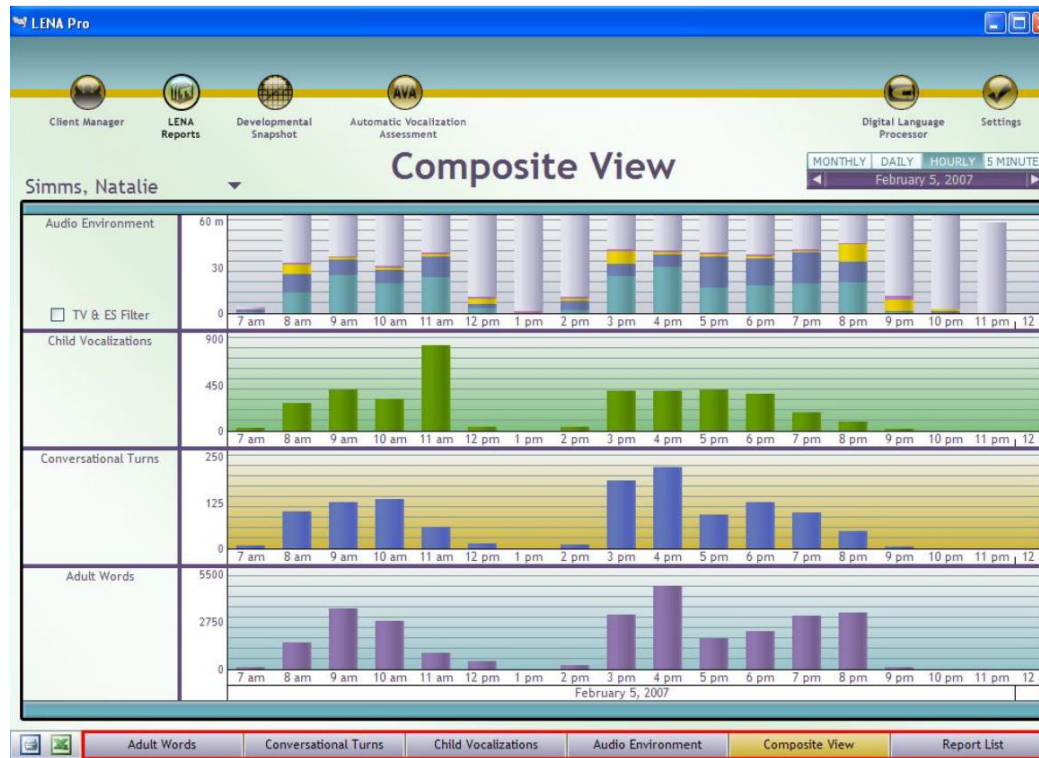 LENA Pro
Client Manager
LENA Reports
Developmental Snapshot
AVA
Automatic Vocalization Assessment
Digital Language Processor
Settings
Composite View
MONTHLY DAILY HOURLY 5 MINUTE
February 5, 2007
Simms, Natalie
Audio Environment
TV & ES Filter
60 m
30
0
7 am 8 am 9 am 10 am 11 am 12 pm 1 pm 2 pm 3 pm 4 pm 5 pm 6 pm 7 pm 8 pm 9 pm 10 pm 11 pm 12
Child Vocalizations
900
450
0
7 am 8 am 9 am 10 am 11 am 12 pm 1 pm 2 pm 3 pm 4 pm 5 pm 6 pm 7 pm 8 pm 9 pm 10 pm 11 pm 12
Conversational Turns
250
125
0
7 am 8 am 9 am 10 am 11 am 12 pm 1 pm 2 pm 3 pm 4 pm 5 pm 6 pm 7 pm 8 pm 9 pm 10 pm 11 pm 12
Adult Words
5500
2750
0
7 am 8 am 9 am 10 am 11 am 12 pm 1 pm 2 pm 3 pm 4 pm 5 pm 6 pm 7 pm 8 pm 9 pm 10 pm 11 pm 12
February 5, 2007
Adult Words Conversational Turns Child Vocalizations Audio Environment Composite View Report List